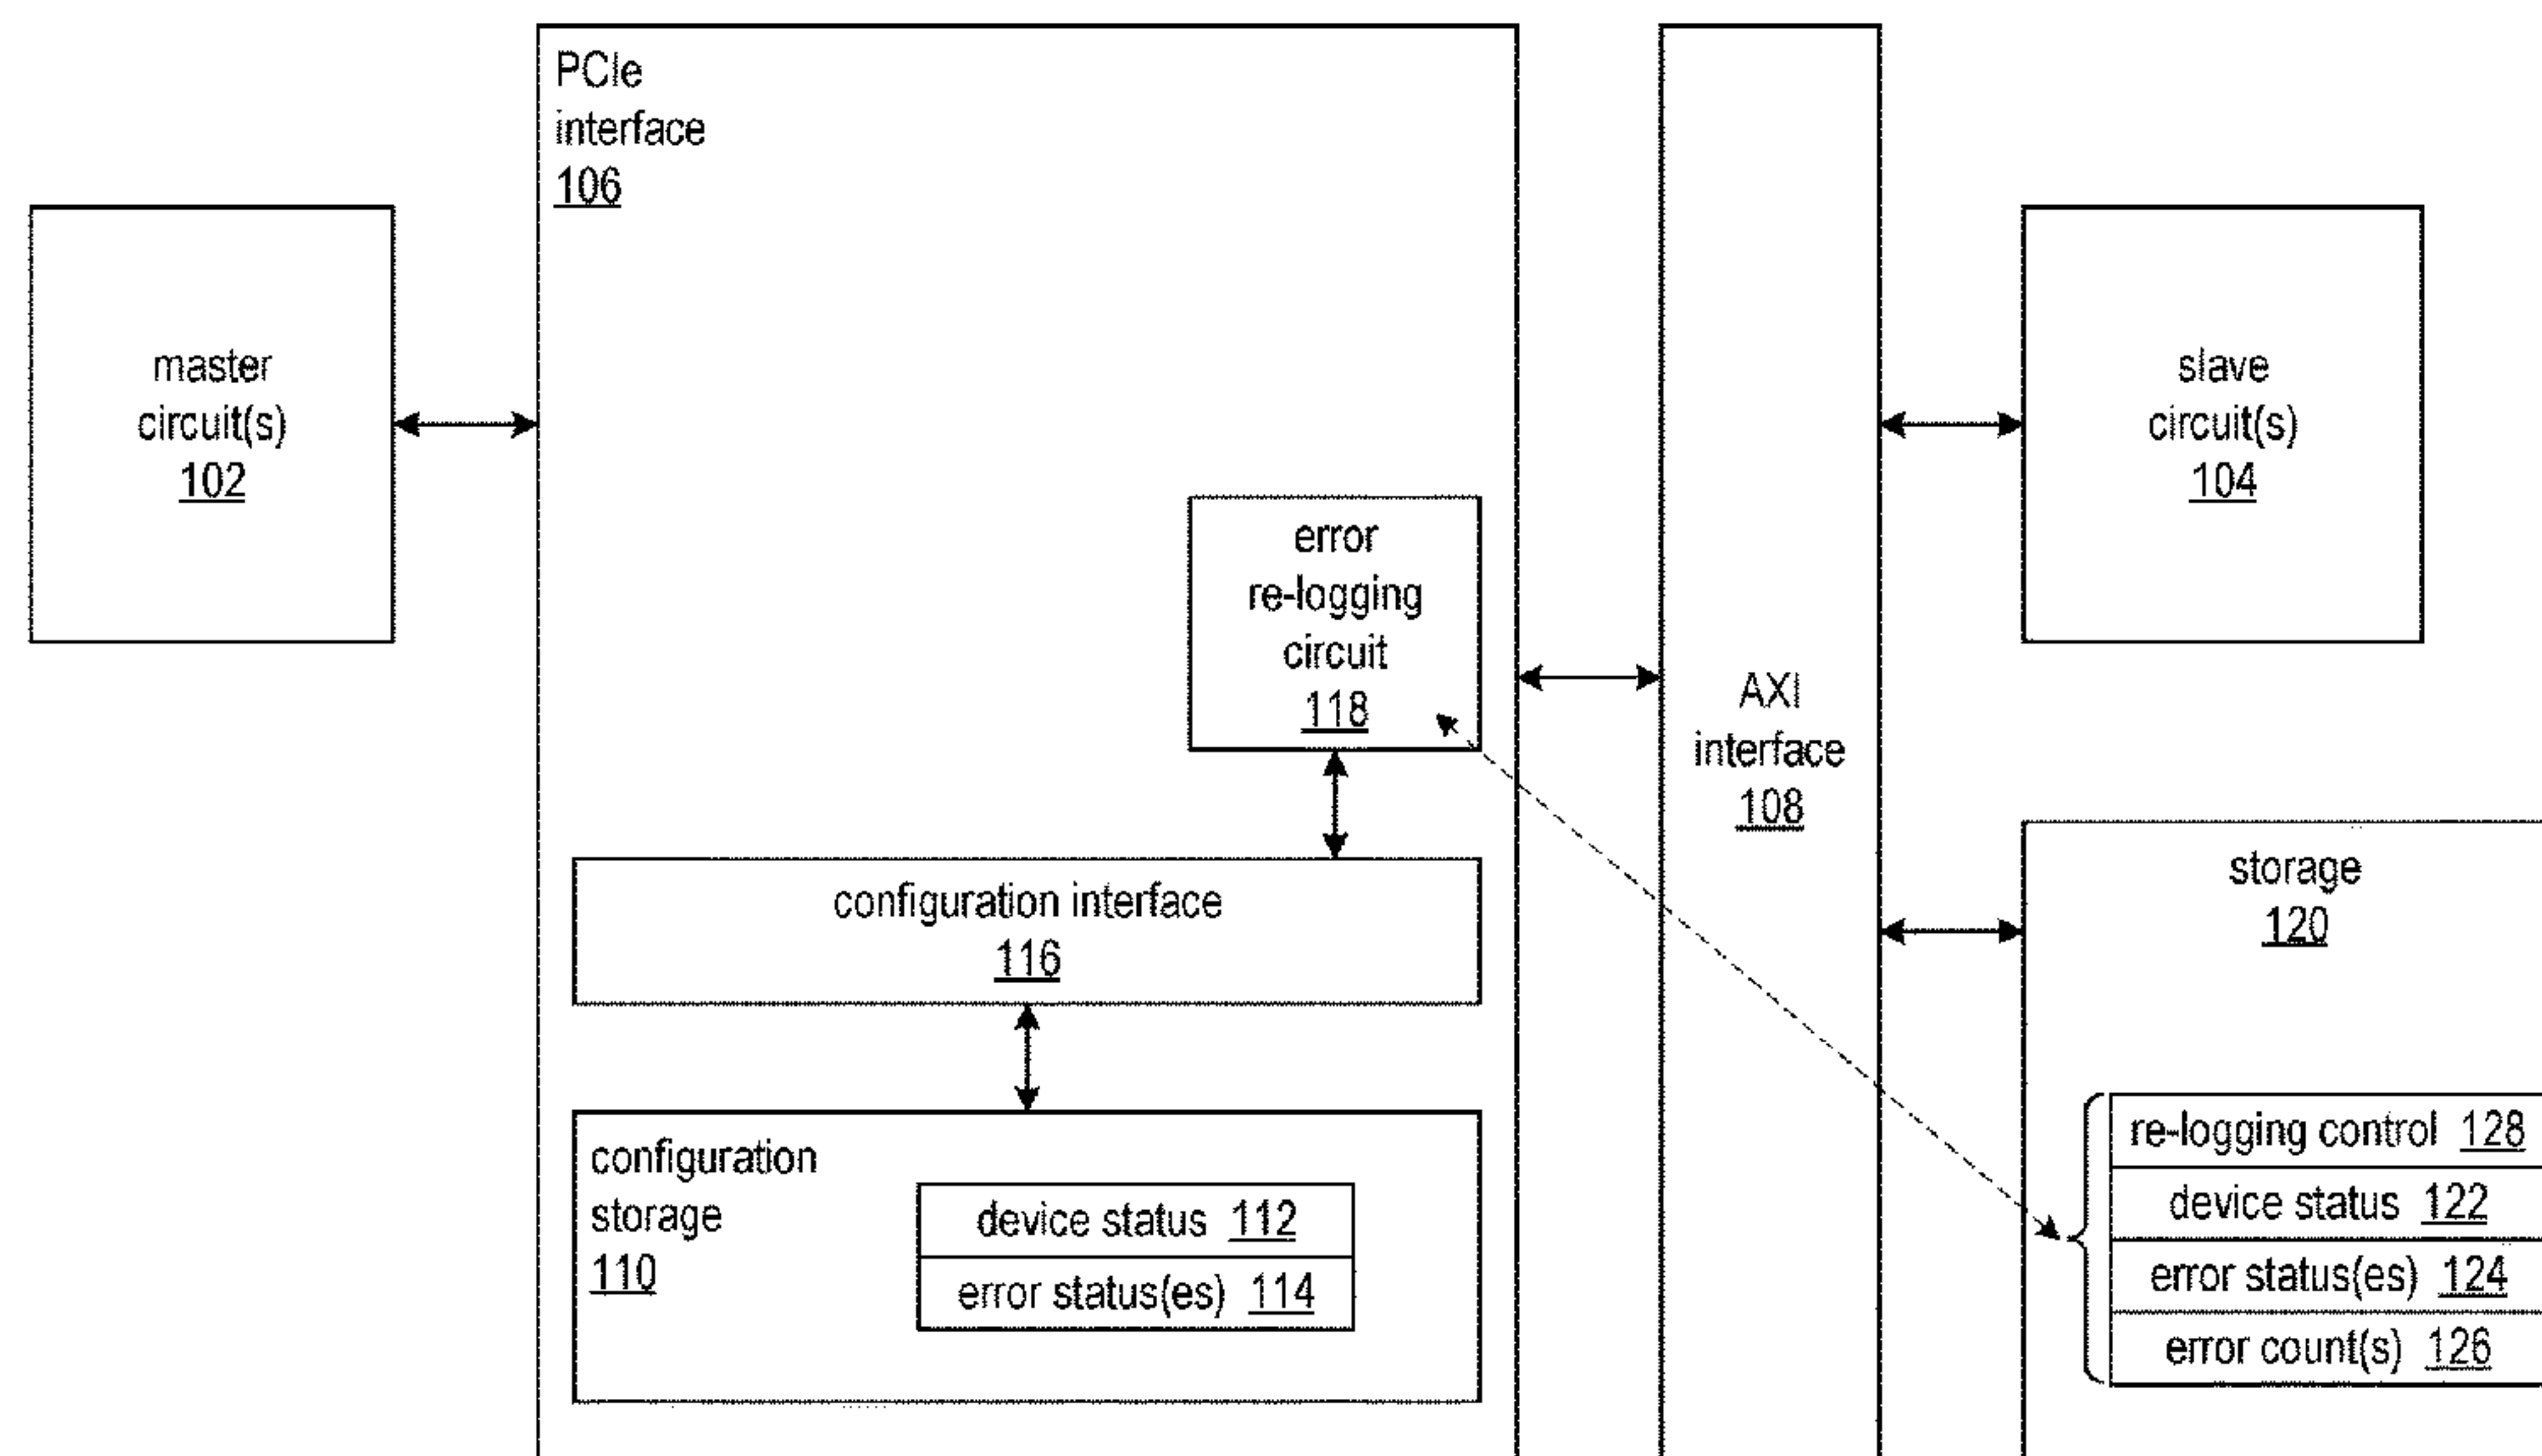 PCIe
interface
106
master
circuit(s)
102
slave
circuit(s)
104
error
re-logging
circuit
118
AXI
interface
108
configuration interface
116
storage
120
configuration
storage
110
device status 112
error status(es) 114
re-logging control 128
device status 122
error status(es) 124
error count(s) 126